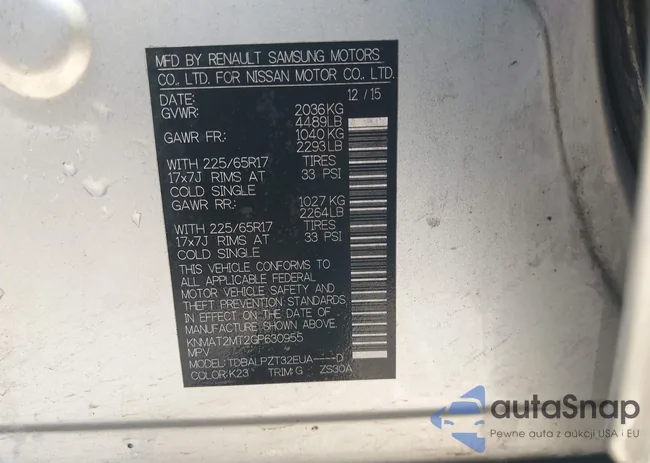 MFD BY RENAULT SAMSUNG MOTORS
CO., LTD. FOR NISSAN MOTOR CO., LTD.
DATE: 12 / 15
GVWR: 2036KG
4489LB
GAWR FR.: 1040 KG
2293LB
WITH 225/65R17 TIRES
17x7J RIMS AT 33 PSI
COLD SINGLE
GAWR RR.: 1027 KG
2264LB
WITH 225/65R17 TIRES
17x7J RIMS AT 33 PSI
COLD SINGLE
THIS VEHICLE CONFORMS TO
ALL APPLICABLE FEDERAL
MOTOR VEHICLE SAFETY AND
THEFT PREVENTION STANDARDS
IN EFFECT ON THE DATE OF
MANUFACTURE SHOWN ABOVE.
KNMAT2MT2GP630955
MPV
MODEL:TDBALPZT32EUA----D
COLOR:K23 TRIM:G ZS30A
autaSnap
Pewne auta z aukcji USA i EU